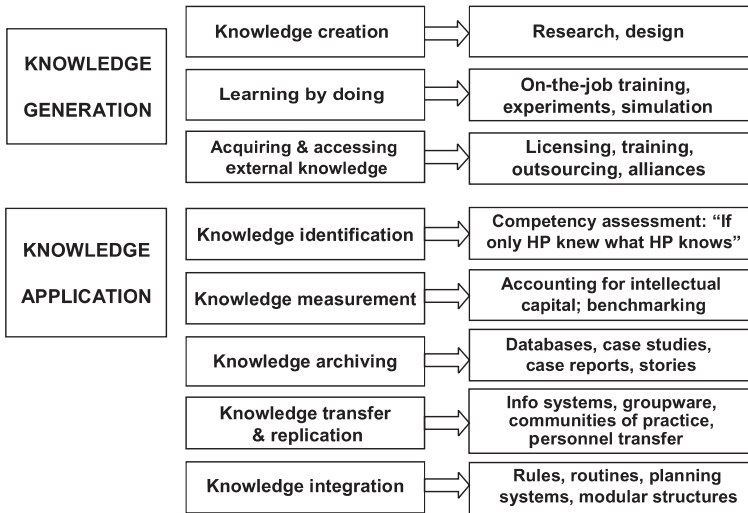 KNOWLEDGE
GENERATION
Knowledge creation
Research, design
Learning by doing
On-the-job training,
experiments, simulation
Acquiring & accessing
external knowledge
Licensing, training,
outsourcing, alliances
KNOWLEDGE
APPLICATION
Knowledge identification
Competency assessment: “If
only HP knew what HP knows”
Knowledge measurement
Accounting for intellectual
capital; benchmarking
Knowledge archiving
Databases, case studies,
case reports, stories
Knowledge transfer
& replication
Info systems, groupware,
communities of practice,
personnel transfer
Knowledge integration
Rules, routines, planning
systems, modular structures